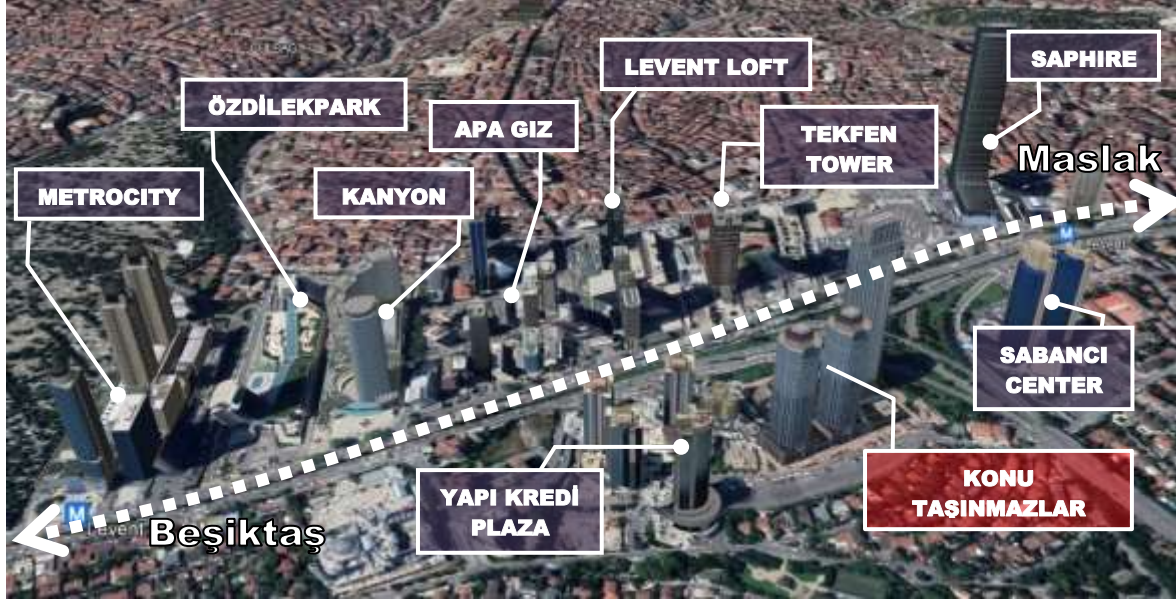 LEVENT LOFT
SAPHIRE
ÖZDİLEKPARK
APA GIZ
TEKFEN
TOWER
Maslak
METROCITY
KANYON
M
SABANCI
CENTER
YAPI KREDİ
PLAZA
KONU
TAŞINMAZLAR
M
Levent
Beşiktaş